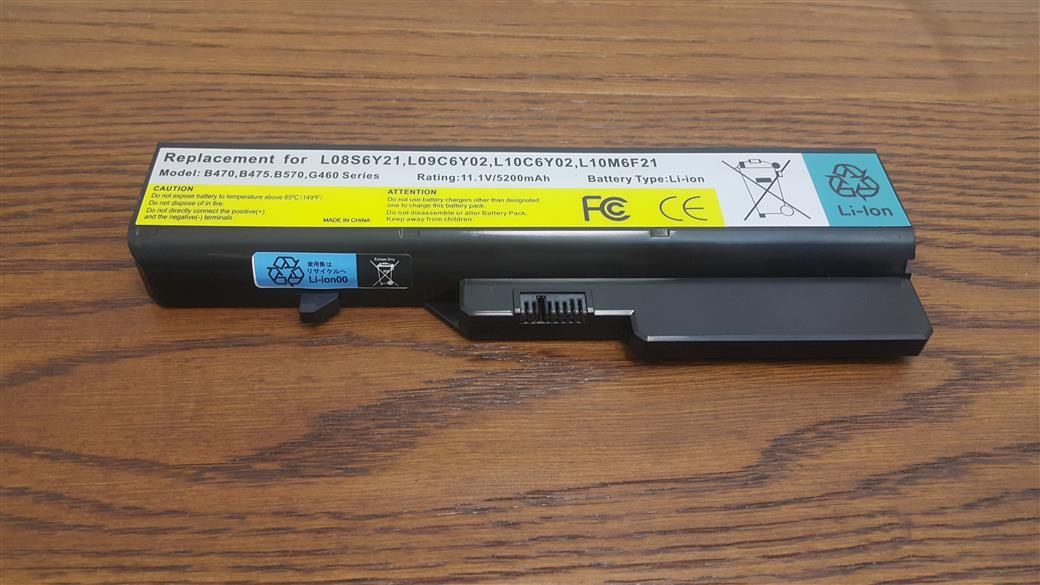 Replacement for L08S6Y21,L09C6Y02,L10C6Y02,L10M6F21
Model: B470,B475.B570,G460 Series Rating:11.1V/5200mAh Battery Type:Li-ion
CAUTION
Do not expose battery to temperature above 65℃(149℉)
Do not dispose of in fire.
Do not directly connect the positive(+)
and the negative(-) terminals .
MADE IN CHINA
ATTENTION
Do not use battery chargers other than designated
one to charge this battery pack.
Do not disassemble or alter Battery Pack.
Keep away from children.
FC CE
Li-Ion
使用後は
リサイクルへ
Li-ion00
Europe Only